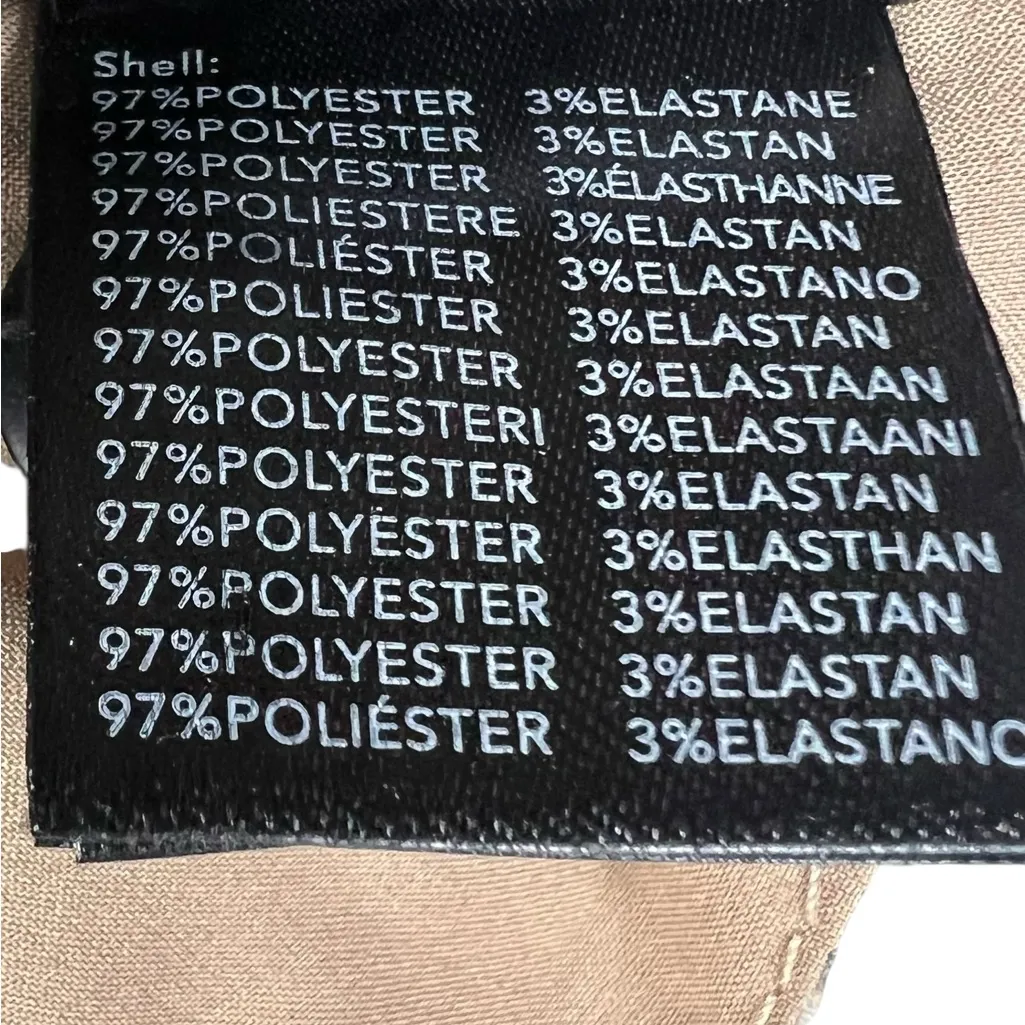 Shell:
97%POLYESTER 3%ELASTANE
97%POLYESTER 3%ELASTAN
97%POLYESTER 3%ÉLASTHANNE
97%POLIESTERE 3%ELASTAN
97%POLIÉSTER 3%ELASTANO
97%POLIESTER 3%ELASTAN
97%POLYESTER 3%ELASTAAN
97%POLYESTERI 3%ELASTAANI
97%POLYESTER 3%ELASTAN
97%POLYESTER 3%ELASTHAN
97%POLYESTER 3%ELASTAN
97%POLYESTER 3%ELASTAN
97%POLIÉSTER 3%ELASTANO